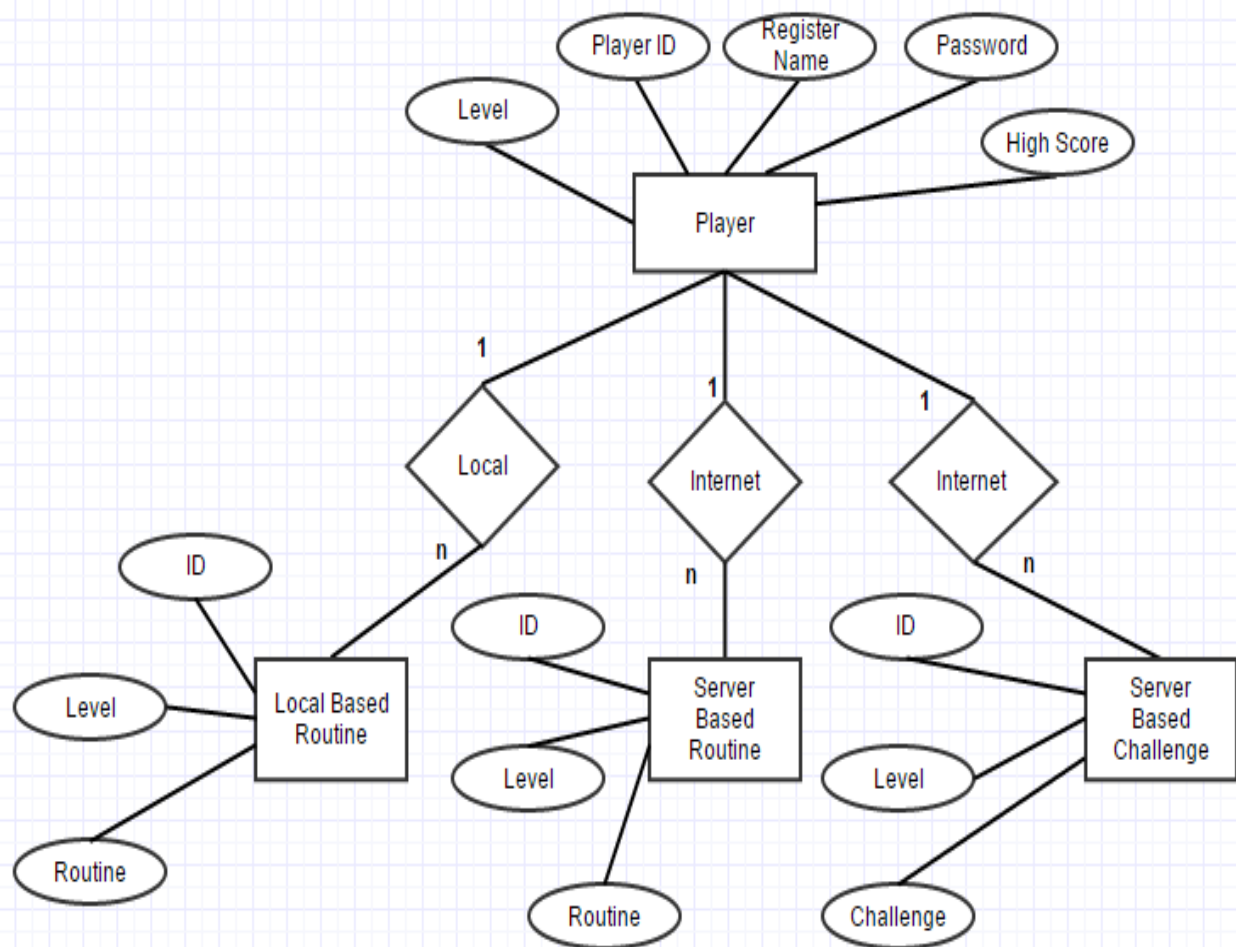 Player ID
Register
Name
Password
Level
High Score
Player
1
1
1
Local
Internet
Internet
n
n
n
ID
ID
ID
Level
Local Based
Routine
Server
Based
Routine
Server
Based
Challenge
Level
Level
Routine
Routine
Challenge